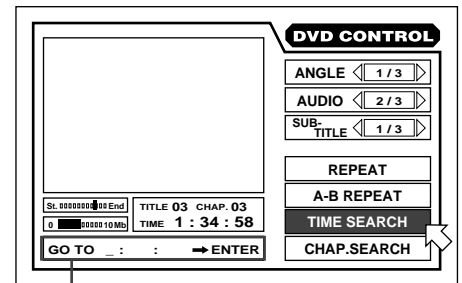 DVD CONTROL
ANGLE 1 / 3
AUDIO 2 / 3
SUB-TITLE 1 / 3
REPEAT
A-B REPEAT
TIME SEARCH
CHAP.SEARCH
St. End
0 10Mb
TITLE 03 CHAP. 03
TIME 1 : 34 : 58
GO TO _ : : ➡ ENTER